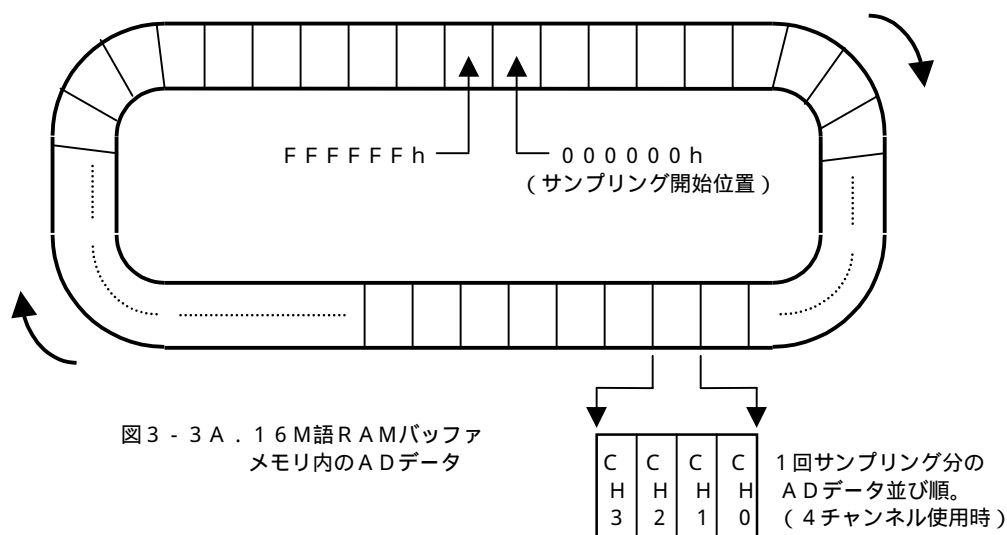 FFFFFFh
000000h
(サンプリング開始位置)
図3-3A.16M語RAMバッファ
メモリ内のADデータ
CH3
CH2
CH1
CH0
1回サンプリング分の
ADデータ並び順。
(4チャンネル使用時)